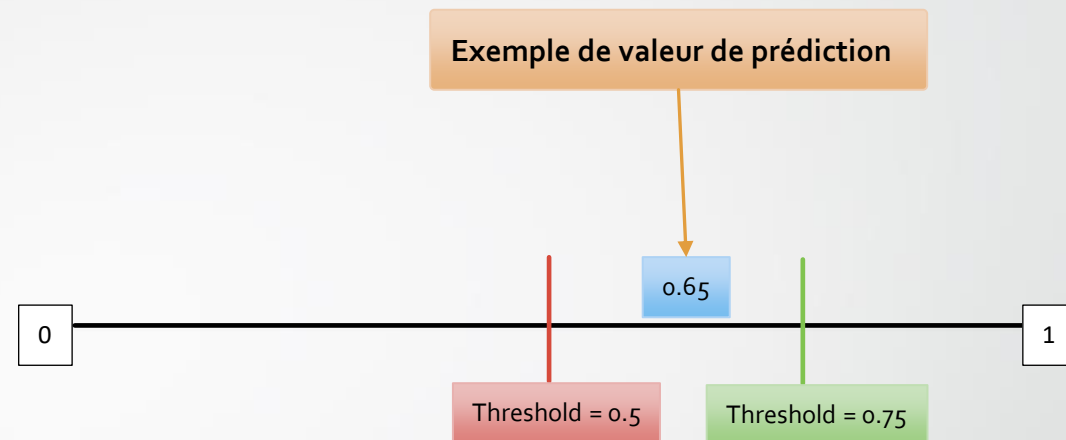 Exemple de valeur de prédiction
0.65
0
1
Threshold = 0.5
Threshold = 0.75